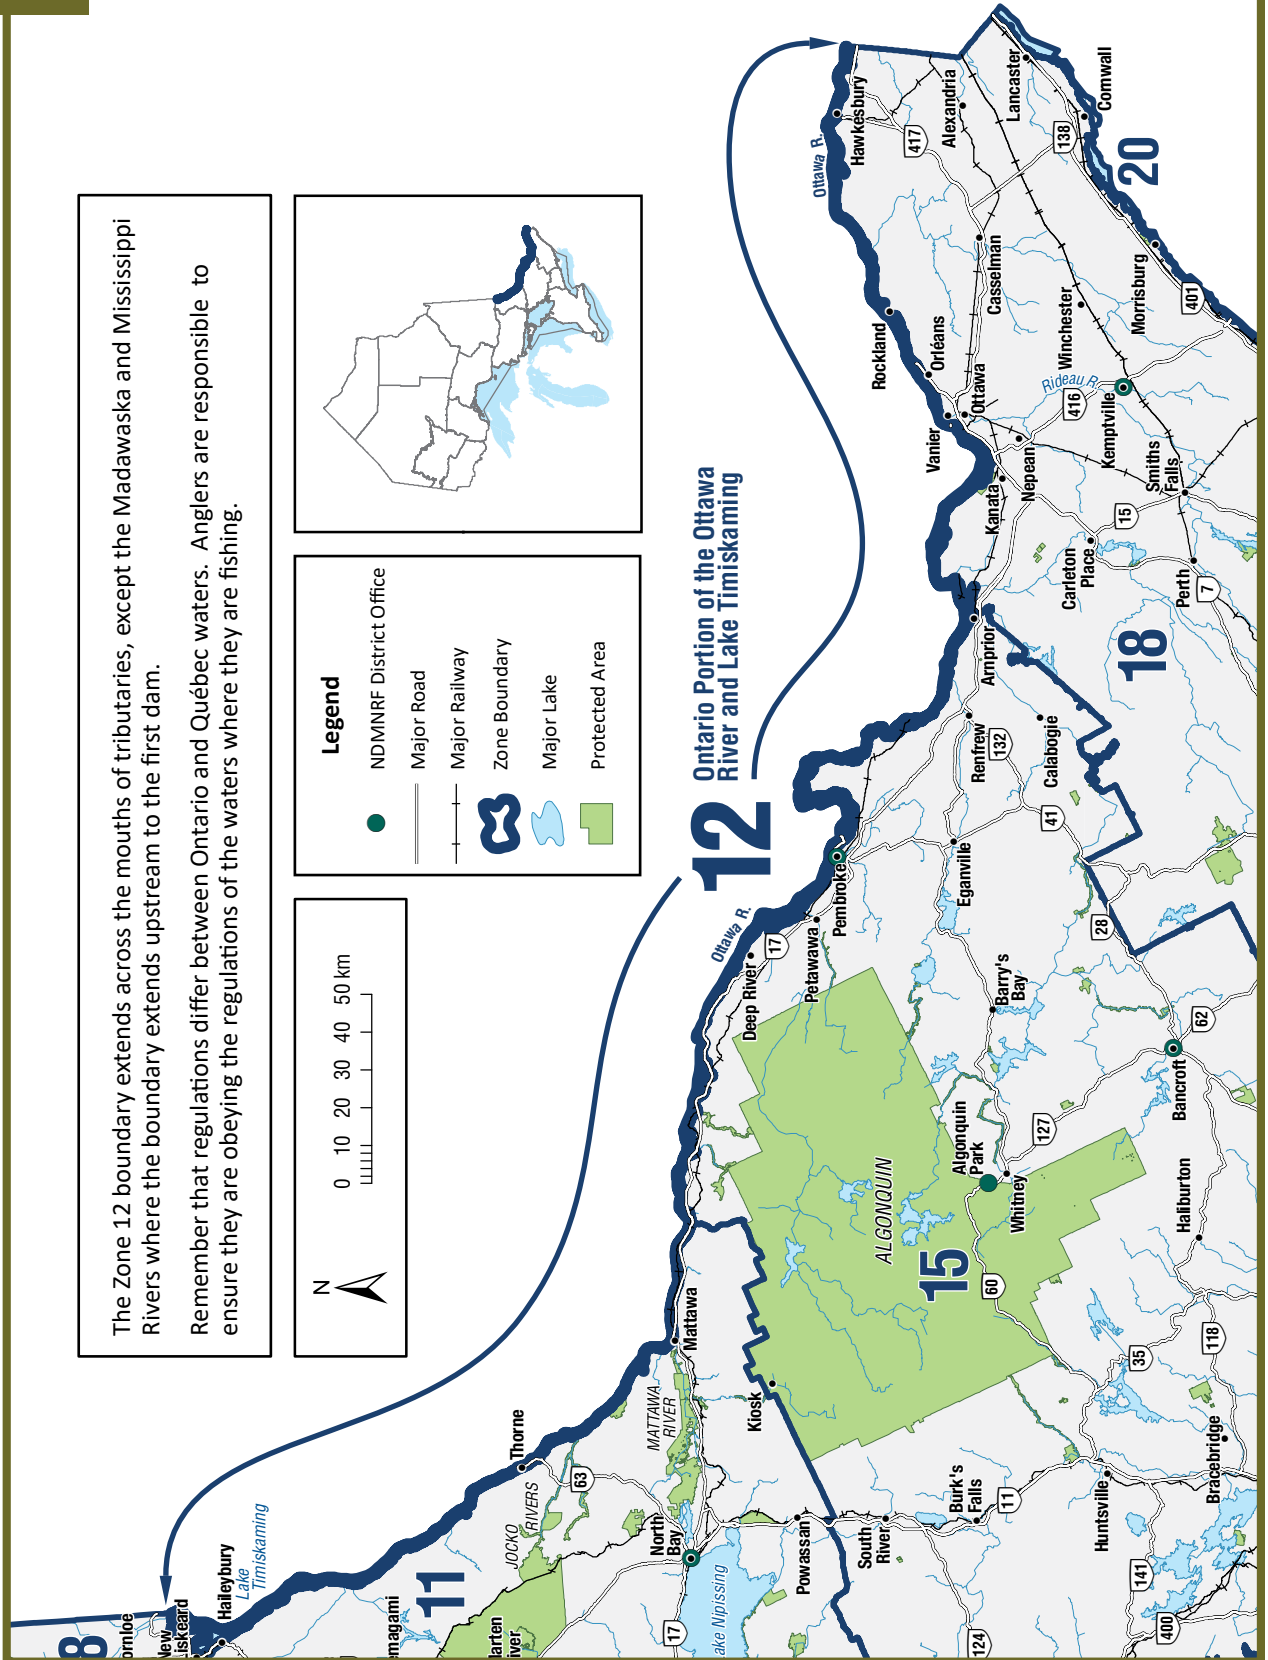 The Zone 12 boundary extends across the mouths of tributaries, except the Madawaska and Mississippi
Rivers where the boundary extends upstream to the first dam.
Remember that regulations differ between Ontario and Québec waters. Anglers are responsible to
ensure they are obeying the regulations of the waters where they are fishing.
N
0 10 20 30 40 50 km
Legend
NDMNRF District Office
Major Road
Major Railway
Zone Boundary
Major Lake
Protected Area
12
Ontario Portion of the Ottawa
River and Lake Timiskaming
8
New
Liskeard
Haileybury
Lake
Timiskaming
11
Thorne
JOCKO
RIVERS
63
MATTAWA
RIVER
Mattawa
North
Bay
17
Lake Nipissing
Powassan
Kiosk
South
River
Burk's
Falls
11
124
Huntsville
141
400
Bracebridge
35
118
Haliburton
60
15
ALGONQUIN
Algonquin
Park
Whitney
127
Bancroft
62
28
Barry's
Bay
Deep River
Ottawa R.
17
Petawawa
Pembroke
Eganville
41
Renfrew
132
Calabogie
Arnprior
18
Carleton
Place
15
Perth
7
Smiths
Falls
Kemptville
416
Rideau R.
Kanata
Nepean
Vanier
Ottawa
Orléans
Rockland
Winchester
Casselman
Morrisburg
401
20
138
Cornwall
Lancaster
Alexandria
417
Hawkesbury
Ottawa R.